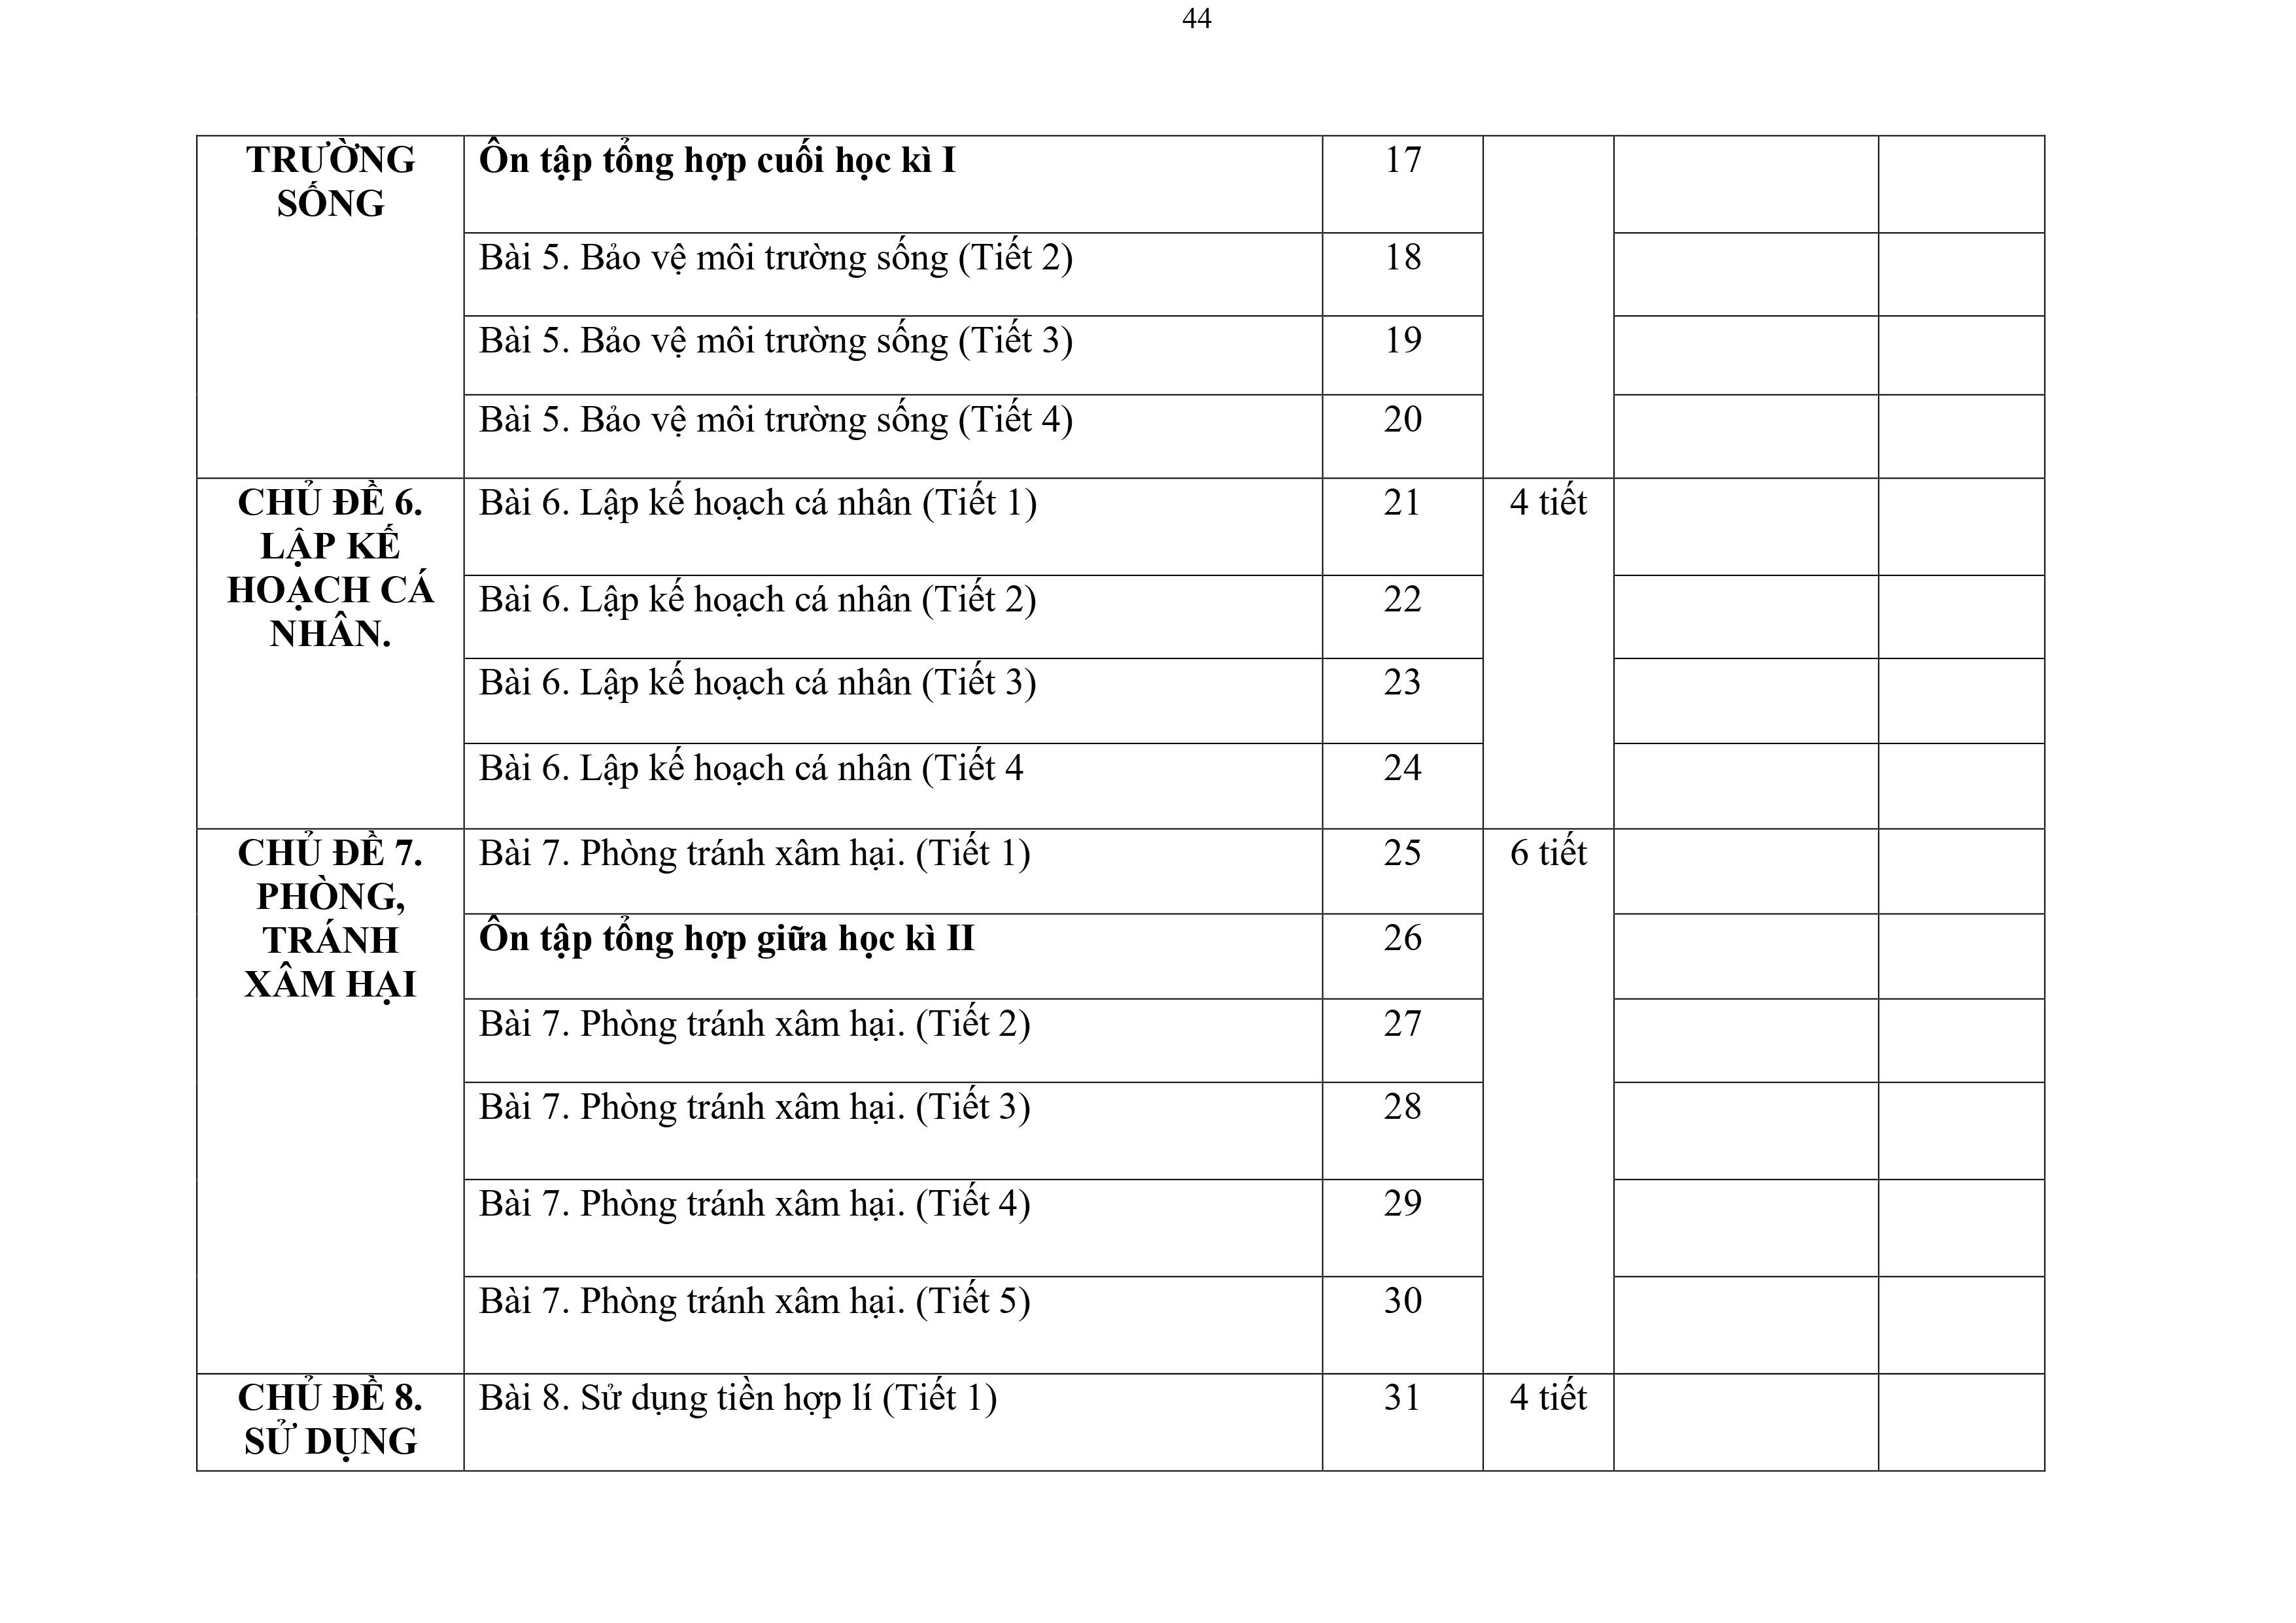 44
TRƯỜNG
SỐNG
Ôn tập tổng hợp cuối học kì I
17
Bài 5. Bảo vệ môi trường sống (Tiết 2)
18
Bài 5. Bảo vệ môi trường sống (Tiết 3)
19
Bài 5. Bảo vệ môi trường sống (Tiết 4)
20
CHỦ ĐỀ 6.
LẬP KẾ
HOẠCH CÁ
NHÂN.
Bài 6. Lập kế hoạch cá nhân (Tiết 1)
21
4 tiết
Bài 6. Lập kế hoạch cá nhân (Tiết 2)
22
Bài 6. Lập kế hoạch cá nhân (Tiết 3)
23
Bài 6. Lập kế hoạch cá nhân (Tiết 4
24
CHỦ ĐỀ 7.
PHÒNG,
TRÁNH
XÂM HẠI
Bài 7. Phòng tránh xâm hại. (Tiết 1)
25
6 tiết
Ôn tập tổng hợp giữa học kì II
26
Bài 7. Phòng tránh xâm hại. (Tiết 2)
27
Bài 7. Phòng tránh xâm hại. (Tiết 3)
28
Bài 7. Phòng tránh xâm hại. (Tiết 4)
29
Bài 7. Phòng tránh xâm hại. (Tiết 5)
30
CHỦ ĐỀ 8.
SỬ DỤNG
Bài 8. Sử dụng tiền hợp lí (Tiết 1)
31
4 tiết